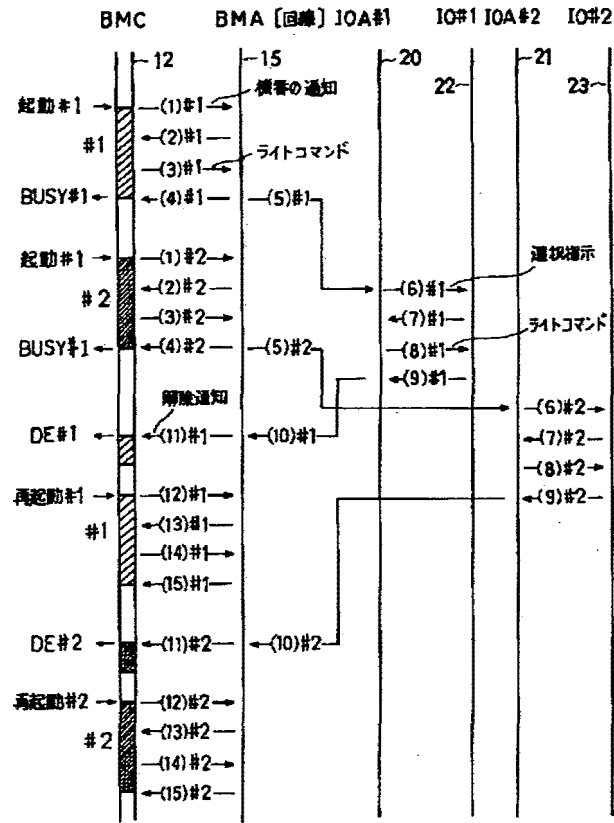 BMC BMA [回線] IOA#1 IO#1 IOA#2 IO#2
12 15 20 22 21 23
起動#1 (1)#1 機番の通知
#1 (2)#1
(3)#1 ライトコマンド
BUSY#1 (4)#1 (5)#1
起動#1 (1)#2 選択指示
#2 (2)#2 (6)#1
(3)#2 (7)#1 ライトコマンド
BUSY#1 (4)#2 (5)#2 (8)#1
(9)#1
解除通知 (6)#2
DE#1 (11)#1 (10)#1 (7)#2
(8)#2
再起動#1 (12)#1 (9)#2
#1 (13)#1
(14)#1
(15)#1
DE#2 (11)#2 (10)#2
再起動#2 (12)#2
#2 (13)#2
(14)#2
(15)#2